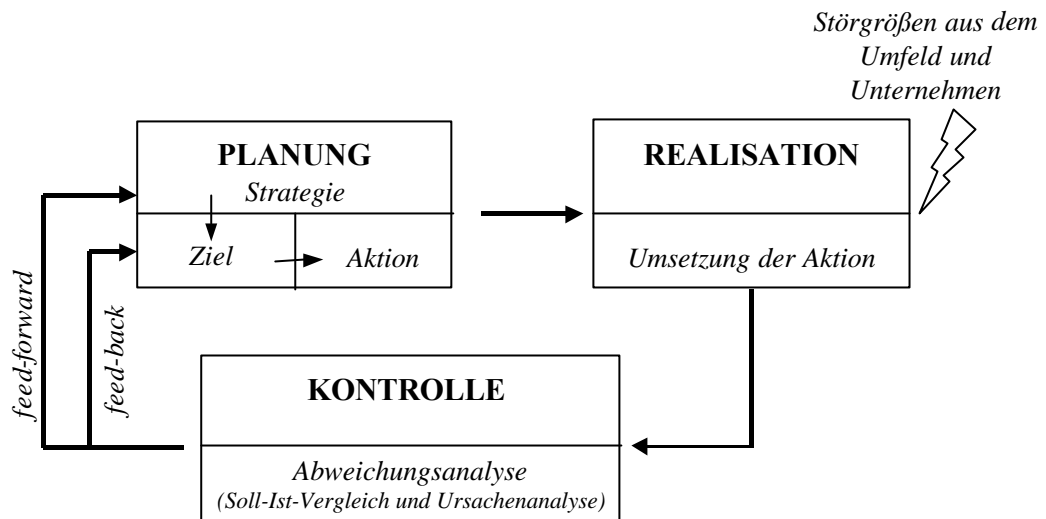 Störgrößen aus dem
Umfeld und
Unternehmen
PLANUNG
Strategie
Ziel
Aktion
REALISATION
Umsetzung der Aktion
feed-forward
feed-back
KONTROLLE
Abweichungsanalyse
(Soll-Ist-Vergleich und Ursachenanalyse)